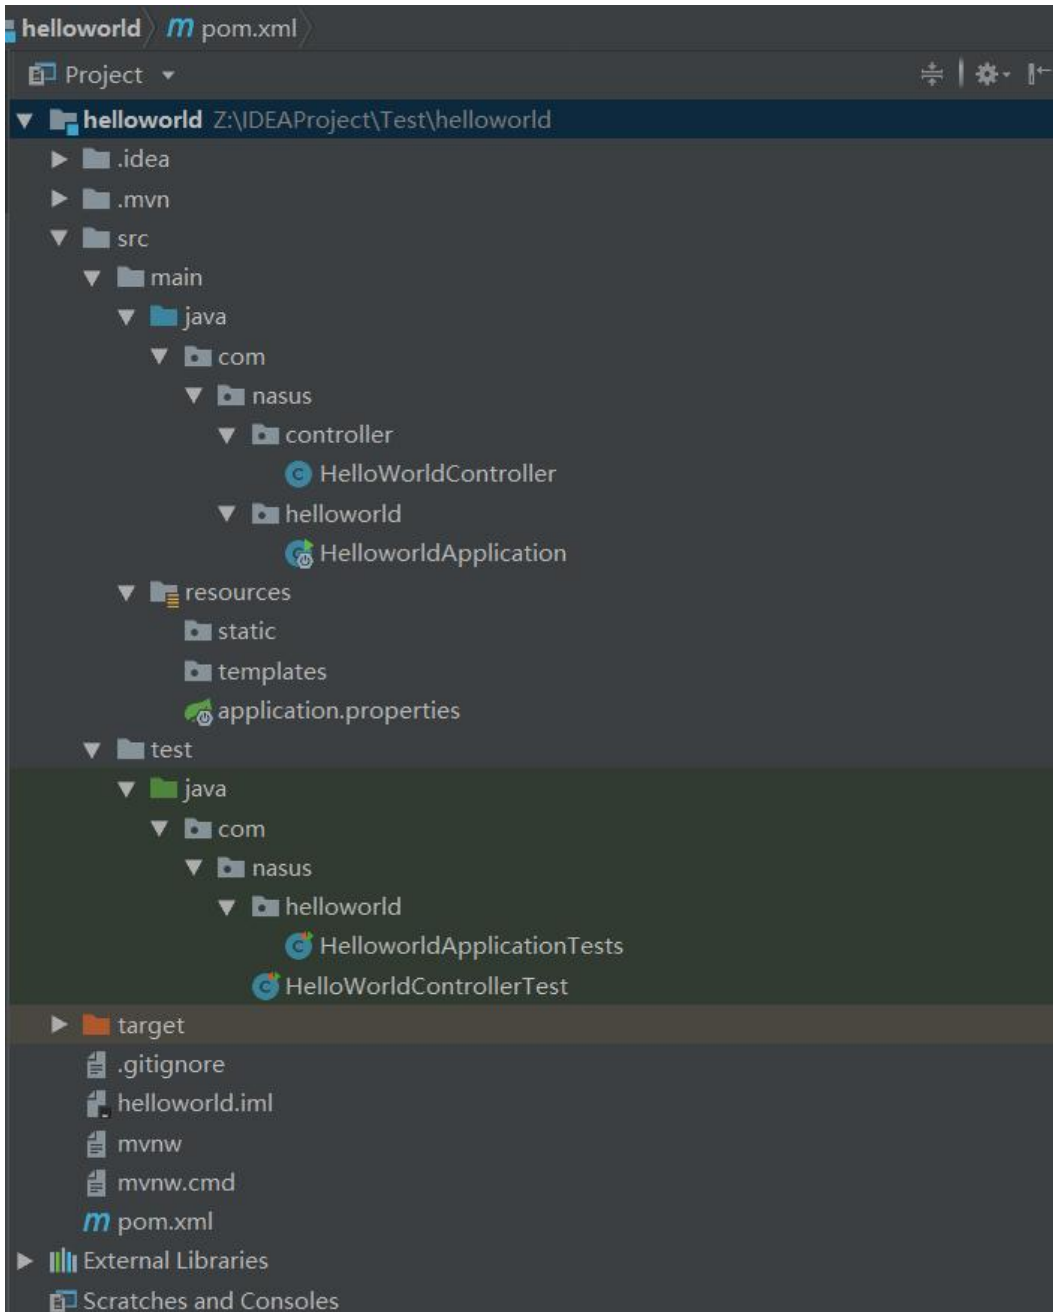 helloworld pom.xml
Project
helloworld Z:\IDEAProject\Test\helloworld
.idea
.mvn
src
main
java
com
nasus
controller
HelloWorldController
helloworld
HelloworldApplication
resources
static
templates
application.properties
test
java
com
nasus
helloworld
HelloworldApplicationTests
HelloWorldControllerTest
target
.gitignore
helloworld.iml
mvnw
mvnw.cmd
pom.xml
External Libraries
Scratches and Consoles